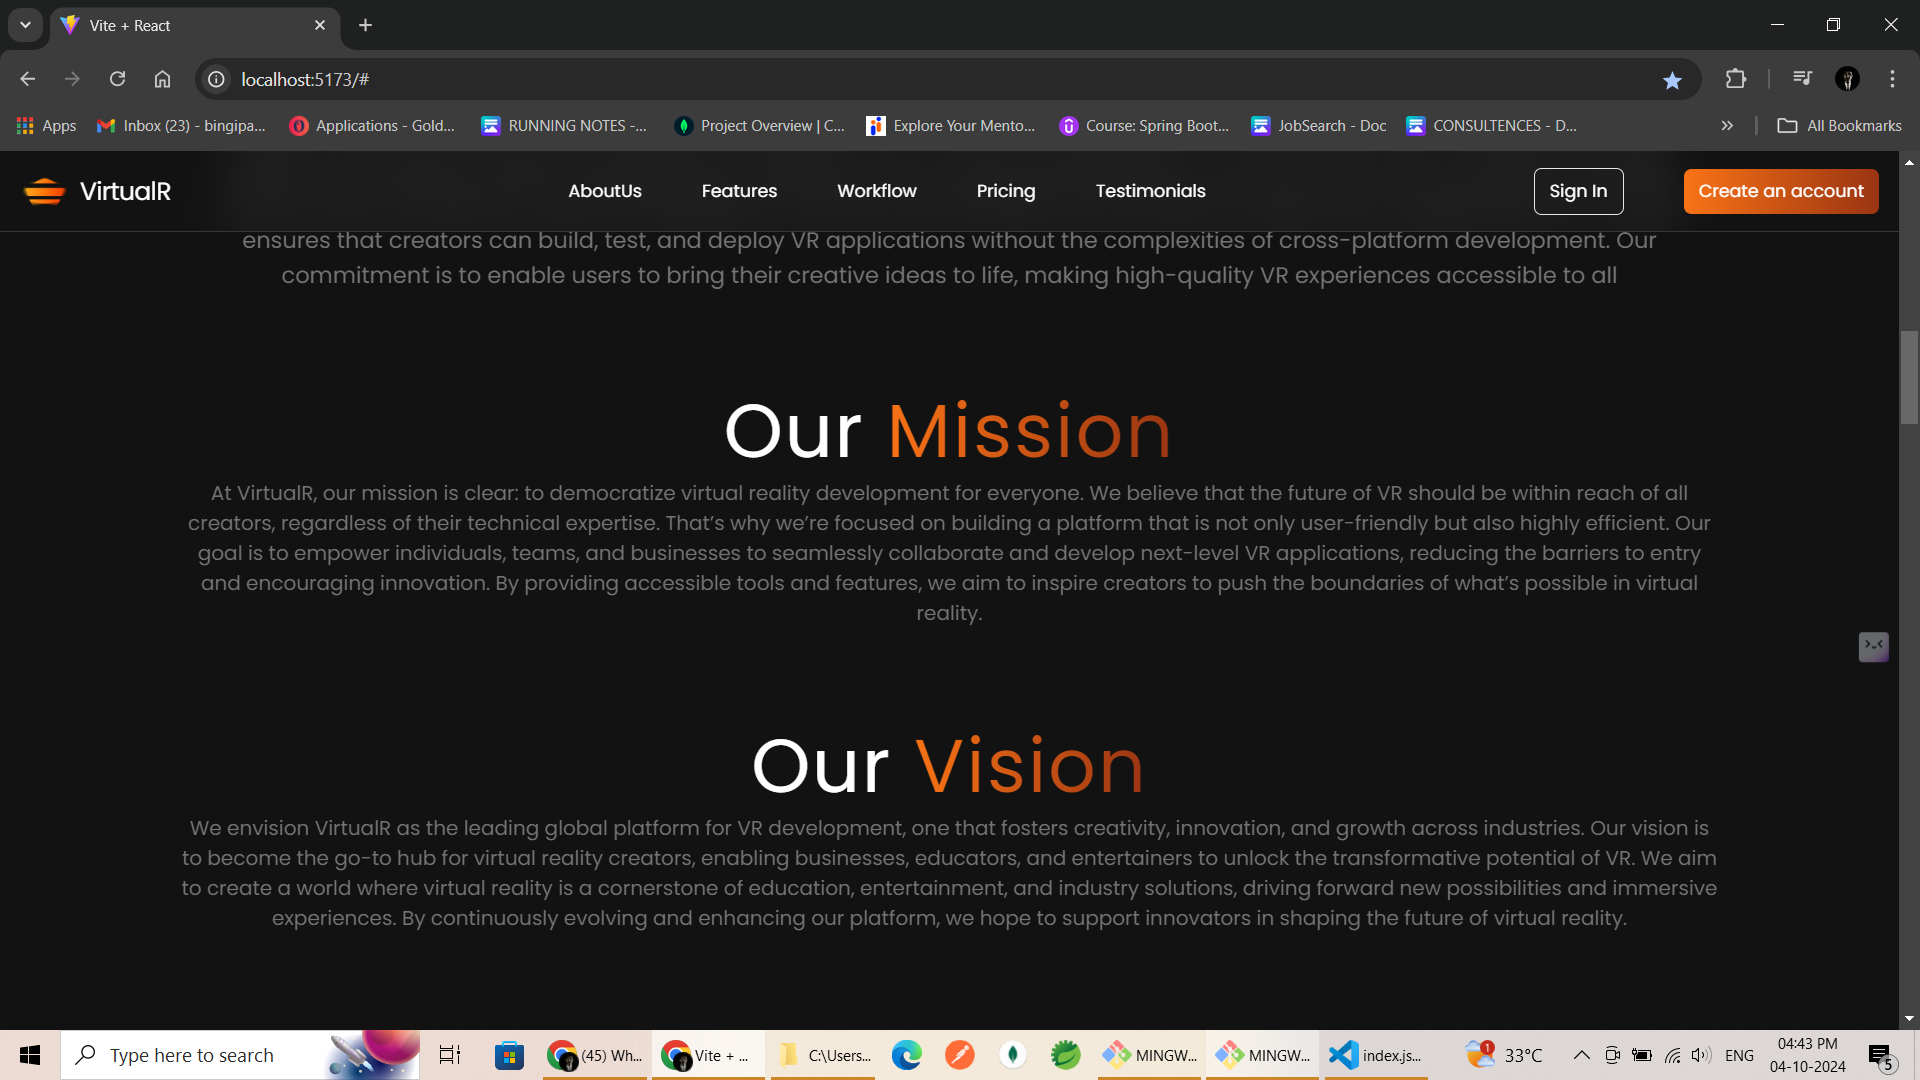 Vite + React
localhost:5173/#
Apps
Inbox (23) - bingipa...
Applications - Gold...
RUNNING NOTES -...
Project Overview | C...
Explore Your Mento...
Course: Spring Boot...
JobSearch - Doc
CONSULTENCES - D...
All Bookmarks
VirtualR
AboutUs
Features
Workflow
Pricing
Testimonials
Sign In
Create an account
ensures that creators can build, test, and deploy VR applications without the complexities of cross-platform development. Our
commitment is to enable users to bring their creative ideas to life, making high-quality VR experiences accessible to all
Our Mission
At VirtualR, our mission is clear: to democratize virtual reality development for everyone. We believe that the future of VR should be within reach of all
creators, regardless of their technical expertise. That’s why we’re focused on building a platform that is not only user-friendly but also highly efficient. Our
goal is to empower individuals, teams, and businesses to seamlessly collaborate and develop next-level VR applications, reducing the barriers to entry
and encouraging innovation. By providing accessible tools and features, we aim to inspire creators to push the boundaries of what’s possible in virtual
reality.
Our Vision
We envision VirtualR as the leading global platform for VR development, one that fosters creativity, innovation, and growth across industries. Our vision is
to become the go-to hub for virtual reality creators, enabling businesses, educators, and entertainers to unlock the transformative potential of VR. We aim
to create a world where virtual reality is a cornerstone of education, entertainment, and industry solutions, driving forward new possibilities and immersive
experiences. By continuously evolving and enhancing our platform, we hope to support innovators in shaping the future of virtual reality.
Type here to search
(45) Wh...
Vite + ...
C:\Users...
MINGW...
MINGW...
index.js...
1
33°C
ENG
04:43 PM
04-10-2024
5